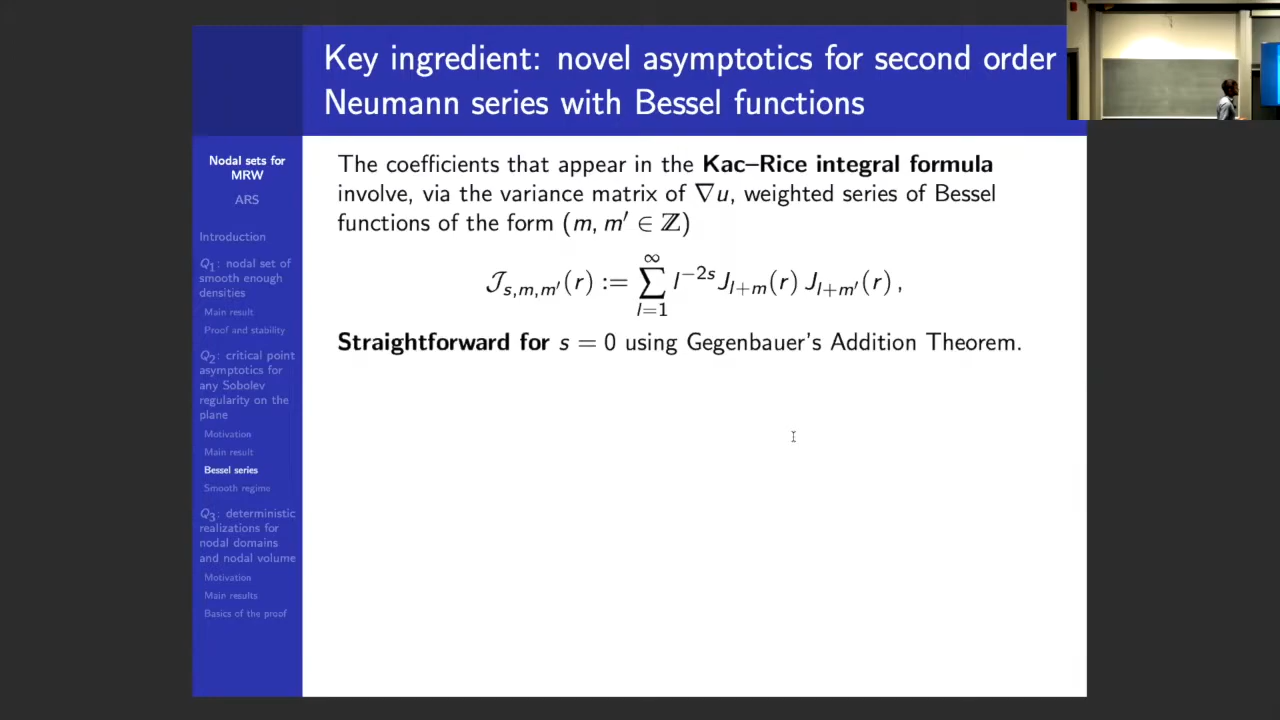 Key ingredient: novel asymptotics for second order
Neumann series with Bessel functions
Nodal sets for
MRW
ARS
Introduction
Q1: nodal set of
smooth enough
densities
Main result
Proof and stability
Q2: critical point
asymptotics for
any Sobolev
regularity on the
plane
Motivation
Main result
Bessel series
Smooth regime
Q3: deterministic
realizations for
nodal domains
and nodal volume
Motivation
Main results
Basics of the proof
The coefficients that appear in the Kac–Rice integral formula
involve, via the variance matrix of ∇u, weighted series of Bessel
functions of the form (m, m′ ∈ ℤ)
𝒥_{s,m,m′}(r) := ∑_{l=1}^{∞} l^{−2s} J_{l+m}(r) J_{l+m′}(r) ,
Straightforward for s = 0 using Gegenbauer's Addition Theorem.